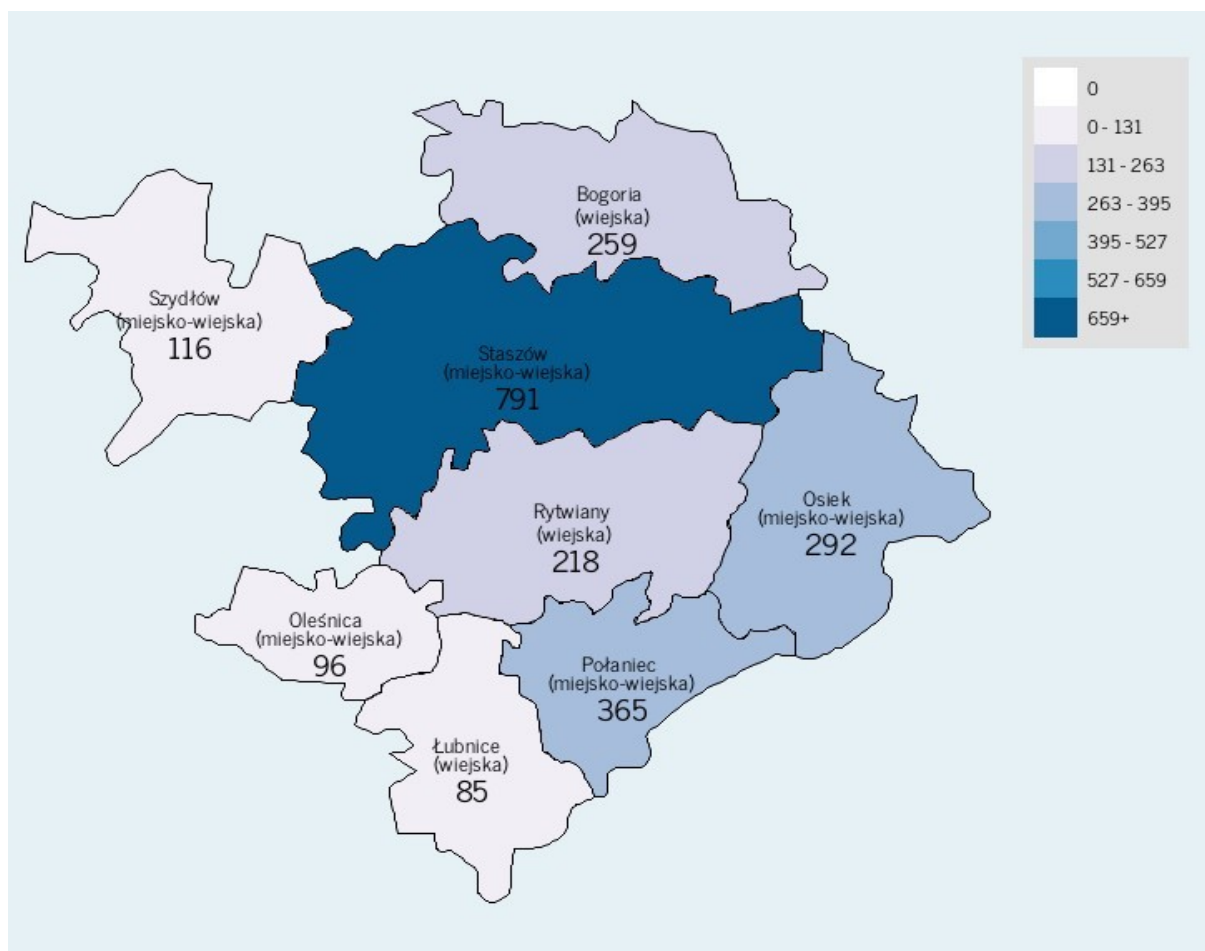 0
0 - 131
131 - 263
263 - 395
395 - 527
527 - 659
659+
Bogoria
(wiejska)
259
Szydłów
(miejsko-wiejska)
116
Staszów
(miejsko-wiejska)
791
Osiek
(miejsko-wiejska)
292
Rytwiany
(wiejska)
218
Oleśnica
(miejsko-wiejska)
96
Połaniec
(miejsko-wiejska)
365
Łubnice
(wiejska)
85